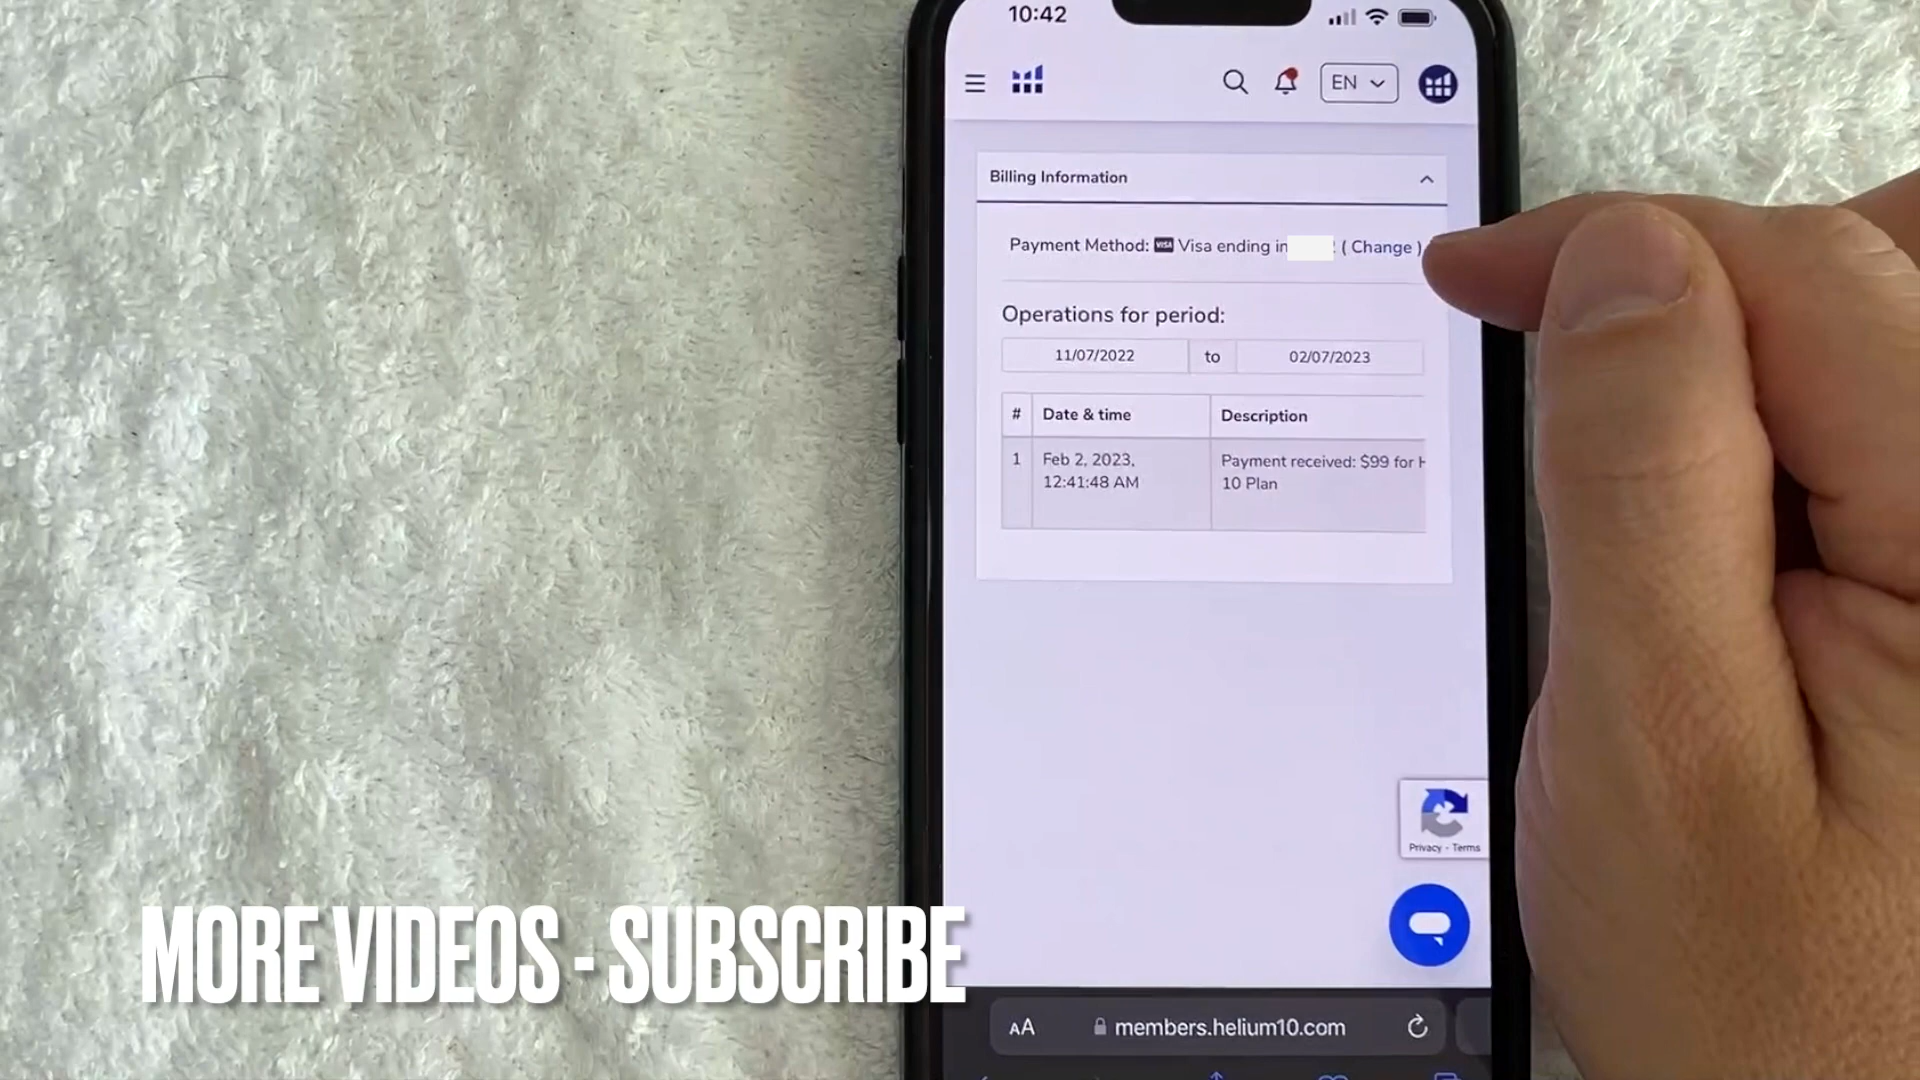 10:42
EN
Billing Information
Payment Method: VISA Visa ending in ( Change )
Operations for period:
11/07/2022 to 02/07/2023
# Date & time Description
1 Feb 2, 2023, Payment received: $99 for H
12:41:48 AM 10 Plan
Privacy - Terms
MORE VIDEOS - SUBSCRIBE
AA members.helium10.com